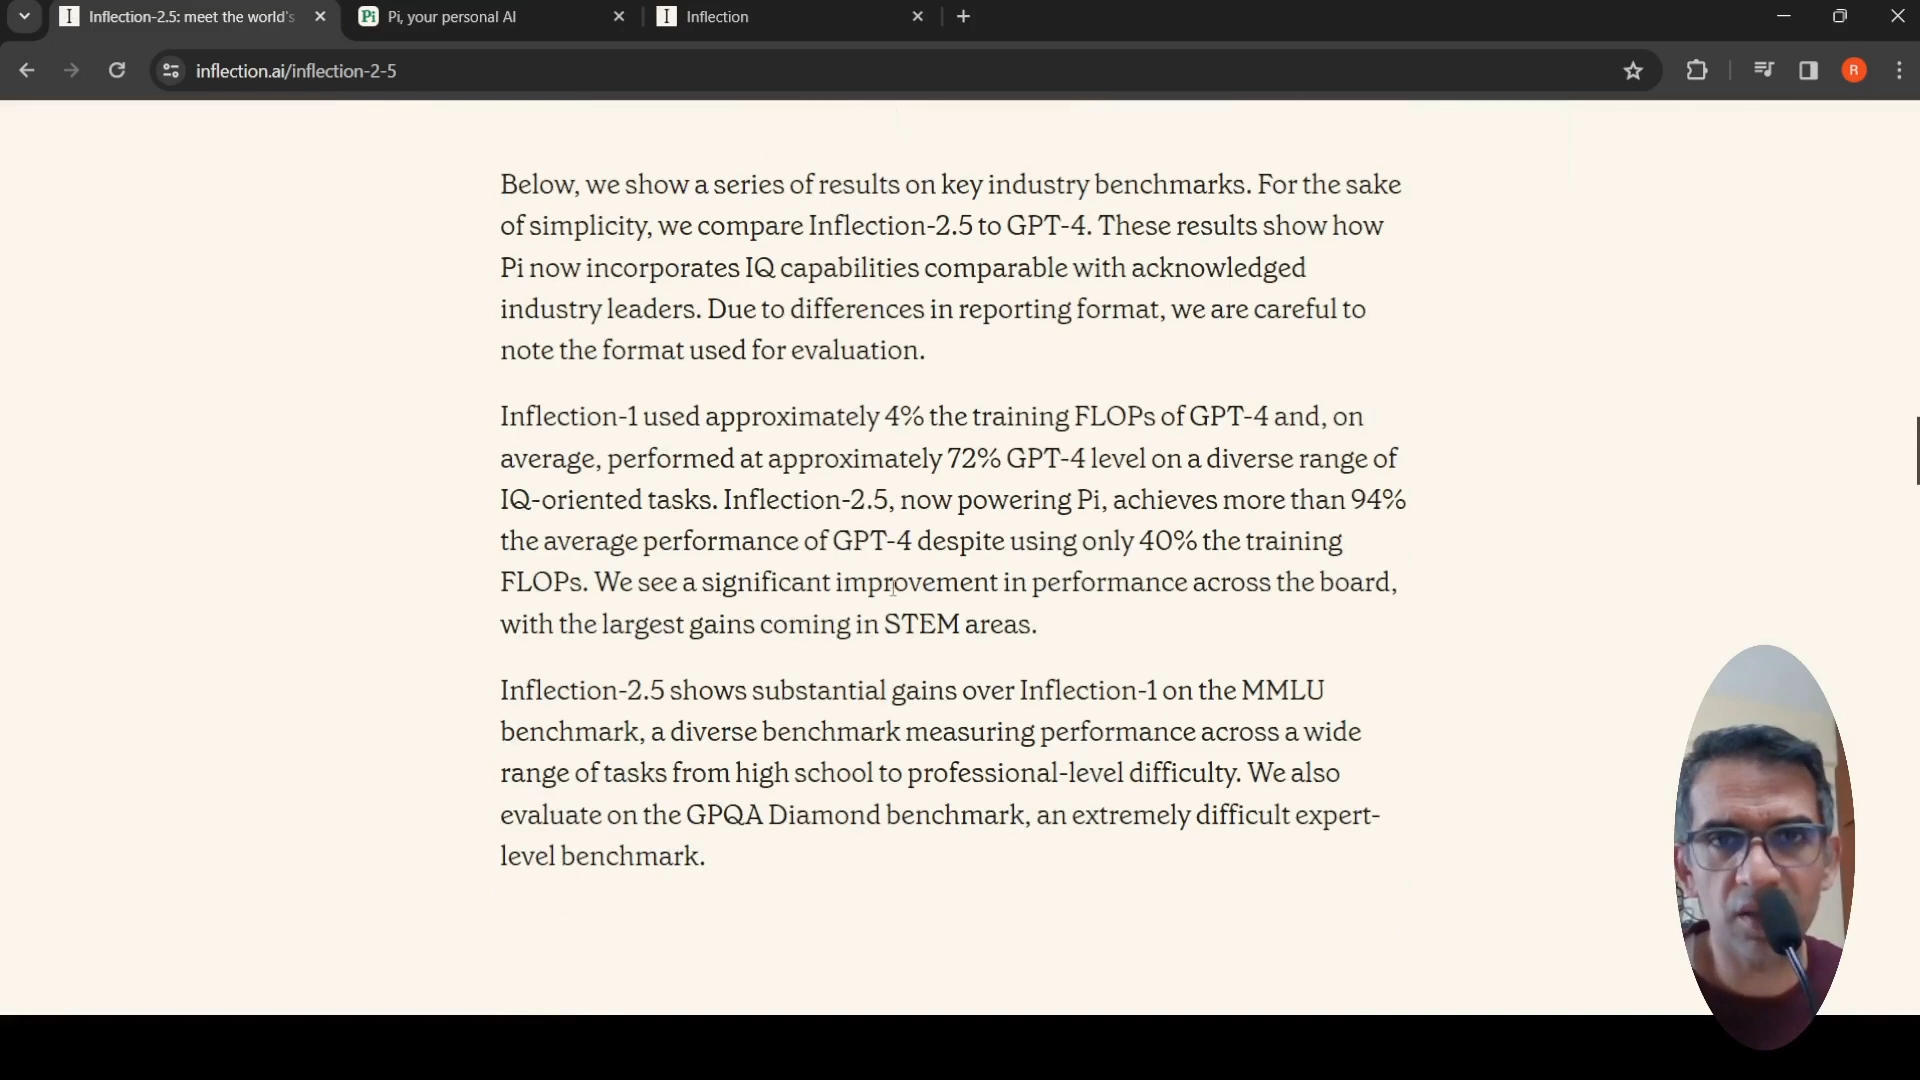 Inflection-2.5: meet the world's
Pi, your personal AI
Inflection
inflection.ai/inflection-2-5
R
Below, we show a series of results on key industry benchmarks. For the sake
of simplicity, we compare Inflection-2.5 to GPT-4. These results show how
Pi now incorporates IQ capabilities comparable with acknowledged
industry leaders. Due to differences in reporting format, we are careful to
note the format used for evaluation.
Inflection-1 used approximately 4% the training FLOPs of GPT-4 and, on
average, performed at approximately 72% GPT-4 level on a diverse range of
IQ-oriented tasks. Inflection-2.5, now powering Pi, achieves more than 94%
the average performance of GPT-4 despite using only 40% the training
FLOPs. We see a significant improvement in performance across the board,
with the largest gains coming in STEM areas.
Inflection-2.5 shows substantial gains over Inflection-1 on the MMLU
benchmark, a diverse benchmark measuring performance across a wide
range of tasks from high school to professional-level difficulty. We also
evaluate on the GPQA Diamond benchmark, an extremely difficult expert-
level benchmark.